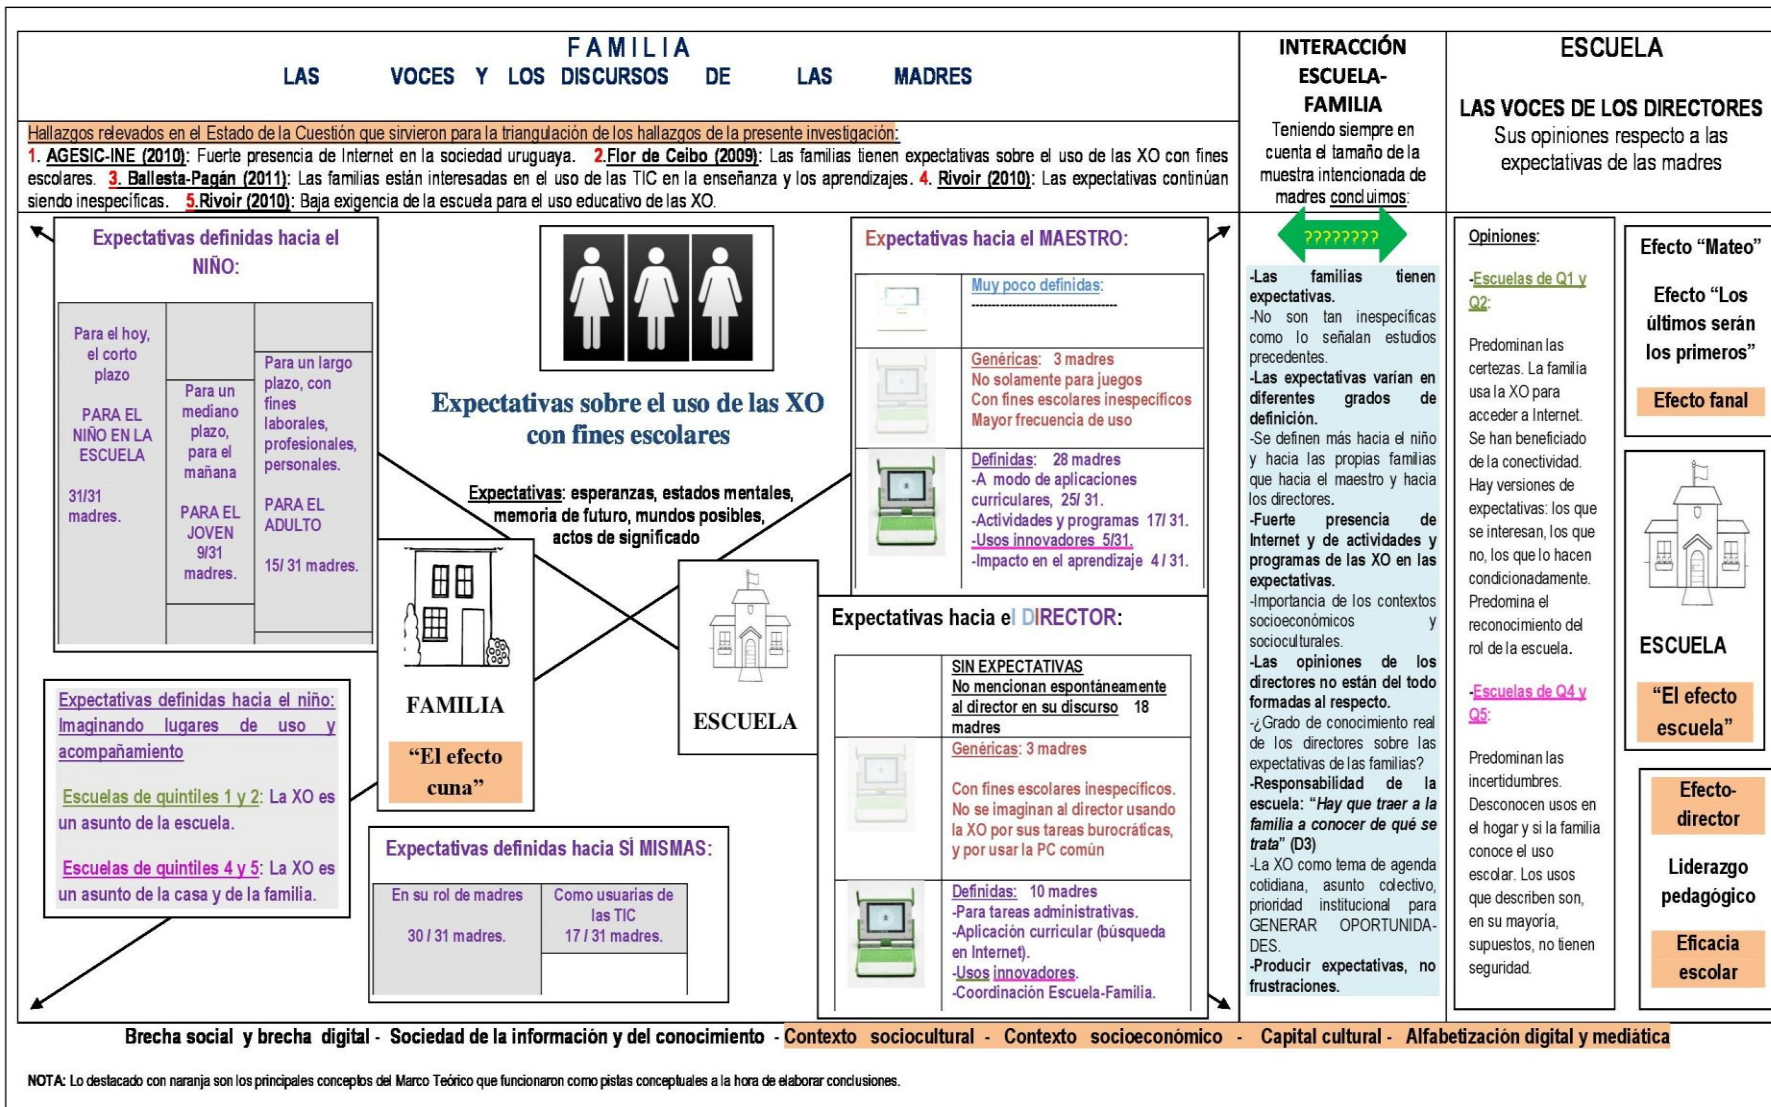 FAMILIA
LAS VOCES Y LOS DISCURSOS DE LAS MADRES
Hallazgos relevados en el Estado de la Cuestión que sirvieron para la triangulación de los hallazgos de la presente investigación:
1. AGESIC-INE (2010): Fuerte presencia de Internet en la sociedad uruguaya. 2.Flor de Ceibo (2009): Las familias tienen expectativas sobre el uso de las XO con fines
escolares. 3. Ballesta-Pagán (2011): Las familias están interesadas en el uso de las TIC en la enseñanza y los aprendizajes. 4. Rivoir (2010): Las expectativas continúan
siendo inespecíficas. 5.Rivoir (2010): Baja exigencia de la escuela para el uso educativo de las XO.
Expectativas definidas hacia el
NIÑO:
Para el hoy,
el corto
plazo
PARA EL
NIÑO EN LA
ESCUELA
31/31
madres.
Para un
mediano
plazo,
para el
mañana
PARA EL
JOVEN
9/31
madres.
Para un largo
plazo, con
fines
laborales,
profesionales,
personales.
PARA EL
ADULTO
15/ 31 madres.
Expectativas sobre el uso de las XO
con fines escolares
Expectativas: esperanzas, estados mentales,
memoria de futuro, mundos posibles,
actos de significado
FAMILIA
"El efecto
cuna"
ESCUELA
Expectativas definidas hacia el niño:
Imaginando lugares de uso y
acompañamiento
Escuelas de quintiles 1 y 2: La XO es
un asunto de la escuela.
Escuelas de quintiles 4 y 5: La XO es
un asunto de la casa y de la familia.
Expectativas definidas hacia SÍ MISMAS:
En su rol de madres
30 / 31 madres.
Como usuarias de
las TIC
17 / 31 madres.
Expectativas hacia el MAESTRO:
Muy poco definidas:
------------------------------------
Genéricas: 3 madres
No solamente para juegos
Con fines escolares inespecíficos
Mayor frecuencia de uso
Definidas: 28 madres
-A modo de aplicaciones
curriculares, 25/ 31.
-Actividades y programas 17/ 31.
-Usos innovadores 5/31.
-Impacto en el aprendizaje 4 / 31.
Expectativas hacia el DIRECTOR:
SIN EXPECTATIVAS
No mencionan espontáneamente
al director en su discurso 18
madres
Genéricas: 3 madres
Con fines escolares inespecíficos.
No se imaginan al director usando
la XO por sus tareas burocráticas,
y por usar la PC común
Definidas: 10 madres
-Para tareas administrativas.
-Aplicación curricular (búsqueda
en Internet).
-Usos innovadores.
-Coordinación Escuela-Familia.
INTERACCIÓN
ESCUELA-
FAMILIA
Teniendo siempre en
cuenta el tamaño de la
muestra intencionada de
madres concluimos:
????????
-Las familias tienen
expectativas.
-No son tan inespecíficas
como lo señalan estudios
precedentes.
-Las expectativas varían en
diferentes grados de
definición.
-Se definen más hacia el niño
y hacia las propias familias
que hacia el maestro y hacia
los directores.
-Fuerte presencia de
Internet y de actividades y
programas de las XO en las
expectativas.
-Importancia de los contextos
socioeconómicos y
socioculturales.
-Las opiniones de los
directores no están del todo
formadas al respecto.
-¿Grado de conocimiento real
de los directores sobre las
expectativas de las familias?
-Responsabilidad de la
escuela: "Hay que traer a la
familia a conocer de qué se
trata" (D3)
-La XO como tema de agenda
cotidiana, asunto colectivo,
prioridad institucional para
GENERAR OPORTUNIDA-
DES.
-Producir expectativas, no
frustraciones.
ESCUELA
LAS VOCES DE LOS DIRECTORES
Sus opiniones respecto a las
expectativas de las madres
Opiniones:
-Escuelas de Q1 y
Q2:
Predominan las
certezas. La familia
usa la XO para
acceder a Internet.
Se han beneficiado
de la conectividad.
Hay versiones de
expectativas: los que
se interesan, los que
no, los que lo hacen
condicionadamente.
Predomina el
reconocimiento del
rol de la escuela.
-Escuelas de Q4 y
Q5:
Predominan las
incertidumbres.
Desconocen usos en
el hogar y si la familia
conoce el uso
escolar. Los usos
que describen son,
en su mayoría,
supuestos, no tienen
seguridad.
Efecto "Mateo"
Efecto "Los
últimos serán
los primeros"
Efecto fanal
ESCUELA
"El efecto
escuela"
Efecto-
director
Liderazgo
pedagógico
Eficacia
escolar
Brecha social y brecha digital - Sociedad de la información y del conocimiento - Contexto sociocultural - Contexto socioeconómico - Capital cultural - Alfabetización digital y mediática
NOTA: Lo destacado con naranja son los principales conceptos del Marco Teórico que funcionaron como pistas conceptuales a la hora de elaborar conclusiones.